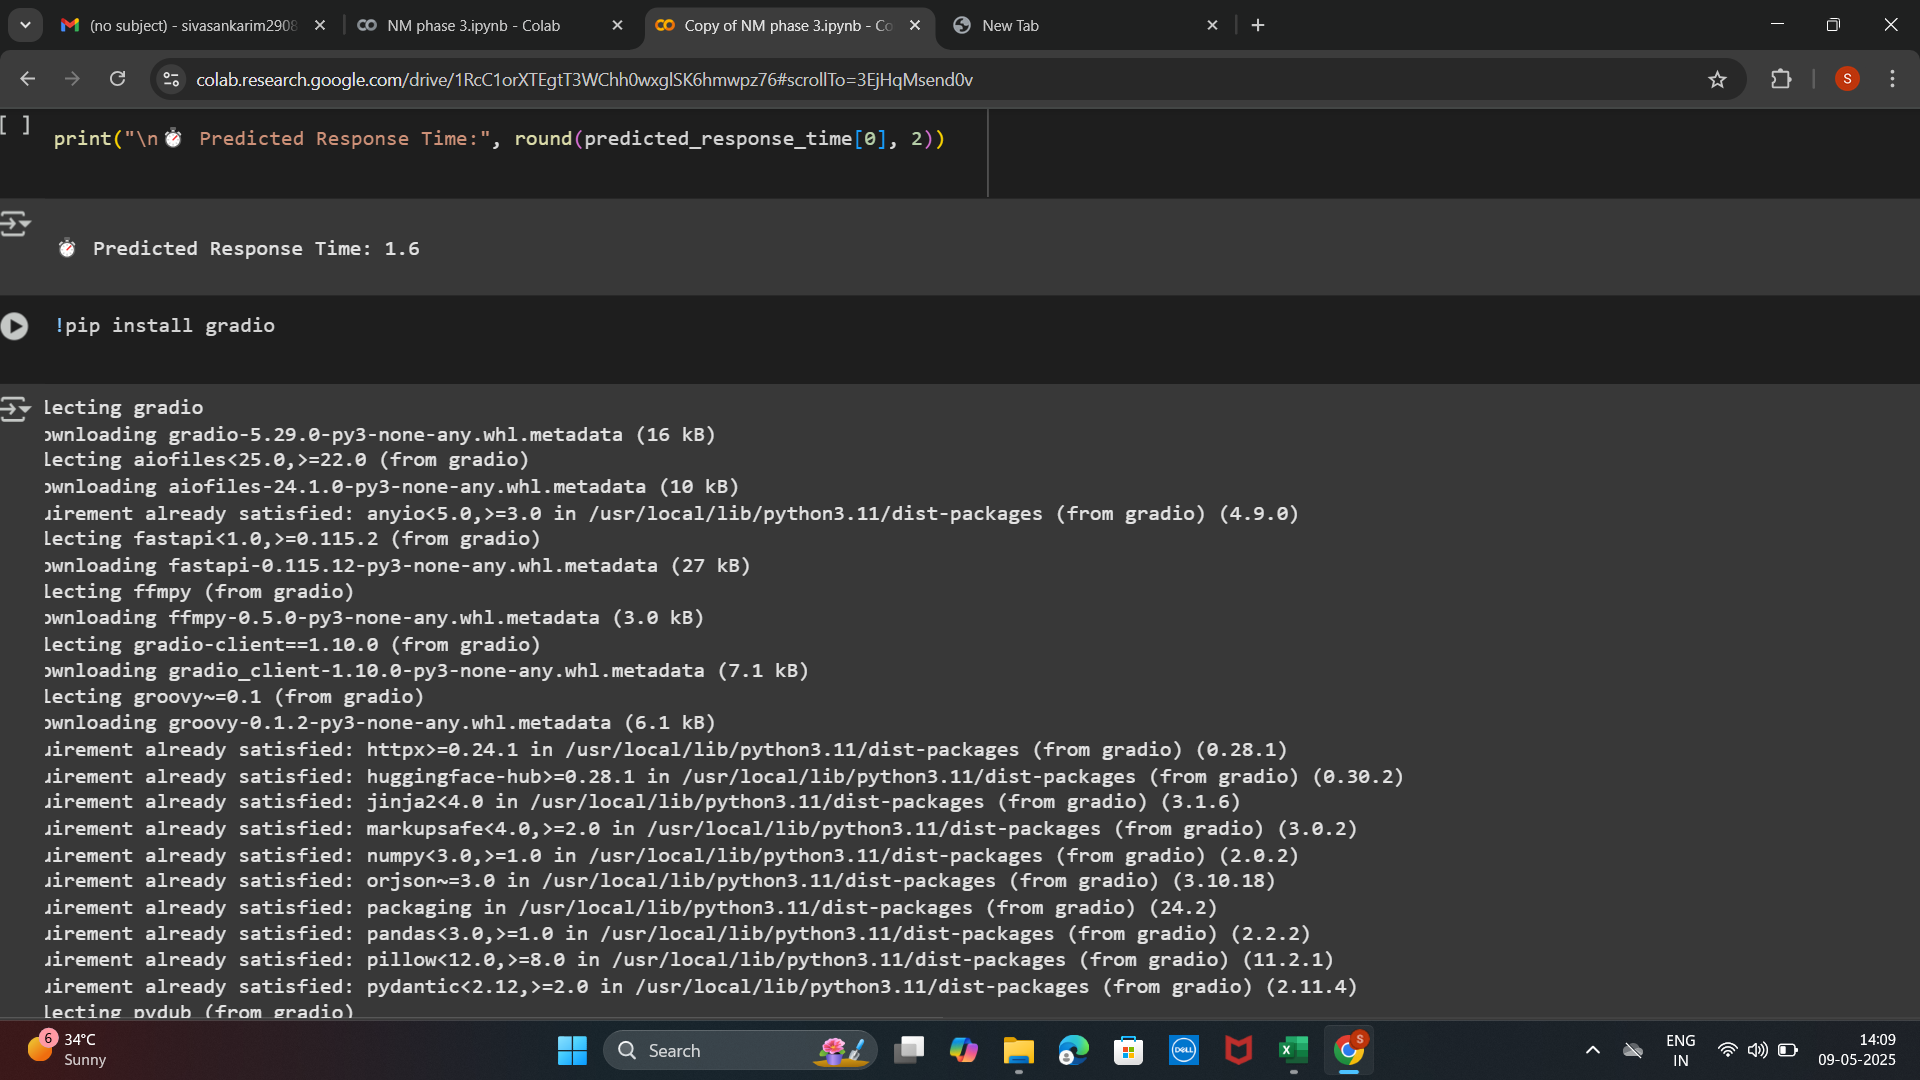 (no subject) - sivasankarim2908
NM phase 3.ipynb - Colab
Copy of NM phase 3.ipynb - Co
New Tab
colab.research.google.com/drive/1RcC1orXTEgtT3WChh0wxglSK6hmwpz76#scrollTo=3EjHqMsend0v
S
[ ]
print("\n⏱ Predicted Response Time:", round(predicted_response_time[0], 2))
⏱ Predicted Response Time: 1.6
!pip install gradio
lecting gradio
ownloading gradio-5.29.0-py3-none-any.whl.metadata (16 kB)
lecting aiofiles<25.0,>=22.0 (from gradio)
ownloading aiofiles-24.1.0-py3-none-any.whl.metadata (10 kB)
uirement already satisfied: anyio<5.0,>=3.0 in /usr/local/lib/python3.11/dist-packages (from gradio) (4.9.0)
lecting fastapi<1.0,>=0.115.2 (from gradio)
ownloading fastapi-0.115.12-py3-none-any.whl.metadata (27 kB)
lecting ffmpy (from gradio)
ownloading ffmpy-0.5.0-py3-none-any.whl.metadata (3.0 kB)
lecting gradio-client==1.10.0 (from gradio)
ownloading gradio_client-1.10.0-py3-none-any.whl.metadata (7.1 kB)
lecting groovy~=0.1 (from gradio)
ownloading groovy-0.1.2-py3-none-any.whl.metadata (6.1 kB)
uirement already satisfied: httpx>=0.24.1 in /usr/local/lib/python3.11/dist-packages (from gradio) (0.28.1)
uirement already satisfied: huggingface-hub>=0.28.1 in /usr/local/lib/python3.11/dist-packages (from gradio) (0.30.2)
uirement already satisfied: jinja2<4.0 in /usr/local/lib/python3.11/dist-packages (from gradio) (3.1.6)
uirement already satisfied: markupsafe<4.0,>=2.0 in /usr/local/lib/python3.11/dist-packages (from gradio) (3.0.2)
uirement already satisfied: numpy<3.0,>=1.0 in /usr/local/lib/python3.11/dist-packages (from gradio) (2.0.2)
uirement already satisfied: orjson~=3.0 in /usr/local/lib/python3.11/dist-packages (from gradio) (3.10.18)
uirement already satisfied: packaging in /usr/local/lib/python3.11/dist-packages (from gradio) (24.2)
uirement already satisfied: pandas<3.0,>=1.0 in /usr/local/lib/python3.11/dist-packages (from gradio) (2.2.2)
uirement already satisfied: pillow<12.0,>=8.0 in /usr/local/lib/python3.11/dist-packages (from gradio) (11.2.1)
uirement already satisfied: pydantic<2.12,>=2.0 in /usr/local/lib/python3.11/dist-packages (from gradio) (2.11.4)
lecting pydub (from gradio)
6
34°C
Sunny
Search
DELL
S
ENG
IN
14:09
09-05-2025